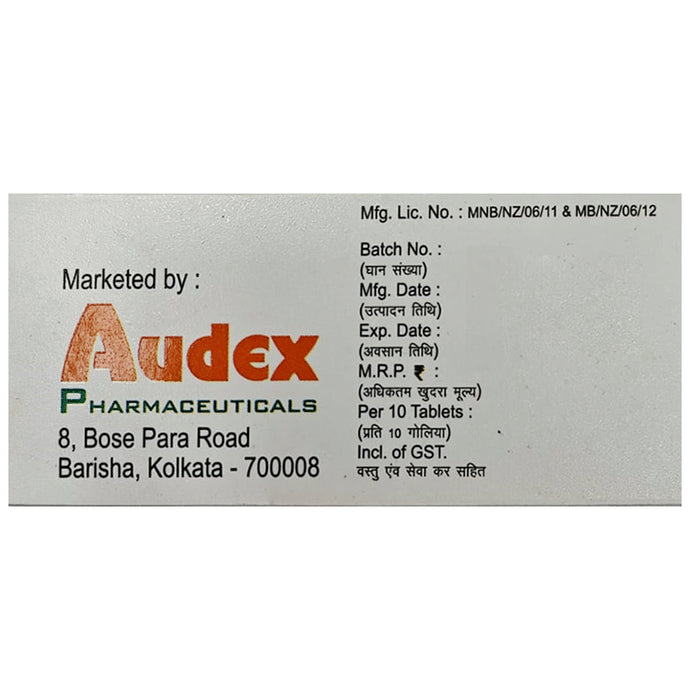 Marketed by :
Audex
PHARMACEUTICALS
8, Bose Para Road
Barisha, Kolkata - 700008
Mfg. Lic. No. : MNB/NZ/06/11 & MB/NZ/06/12
Batch No. :
(घान संख्या)
Mfg. Date :
(उत्पादन तिथि)
Exp. Date :
(अवसान तिथि)
M.R.P. ₹ :
(अधिकतम खुदरा मूल्य)
Per 10 Tablets :
(प्रति 10 गोलिया)
Incl. of GST.
वस्तु एंव सेवा कर सहित